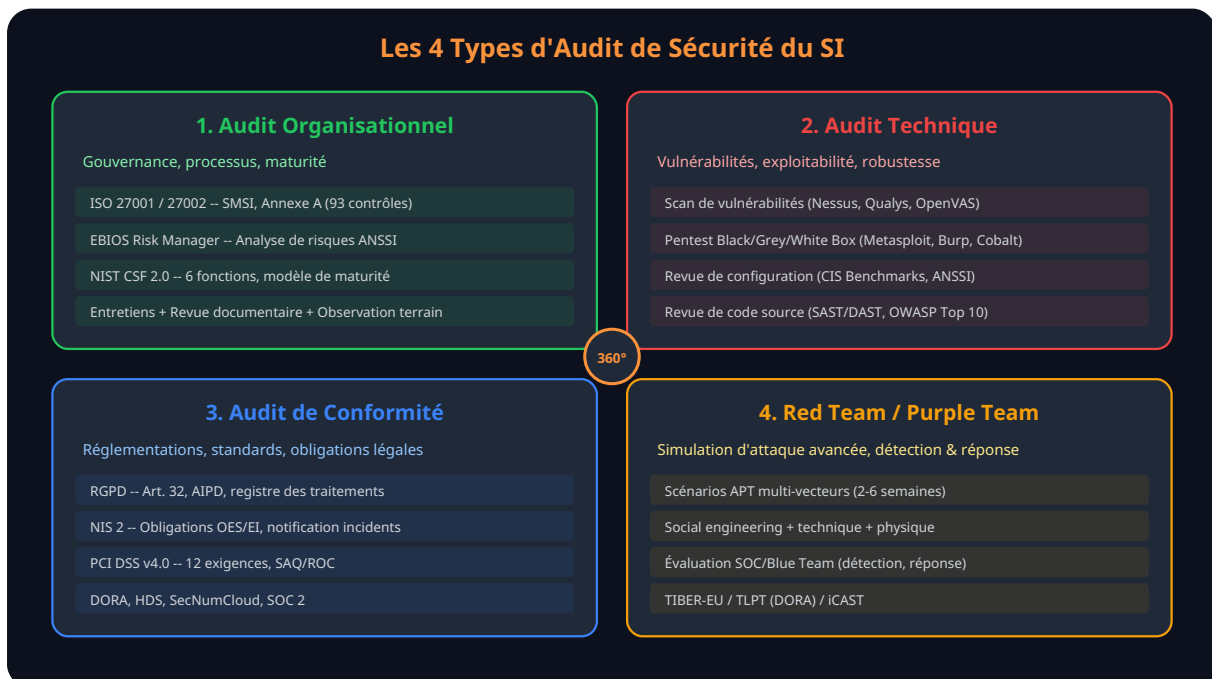 Les 4 Types d'Audit de Sécurité du SI
1. Audit Organisationnel
Gouvernance, processus, maturité
ISO 27001 / 27002 -- SMSI, Annexe A (93 contrôles)
EBIOS Risk Manager -- Analyse de risques ANSSI
NIST CSF 2.0 -- 6 fonctions, modèle de maturité
Entretiens + Revue documentaire + Observation terrain
2. Audit Technique
Vulnérabilités, exploitabilité, robustesse
Scan de vulnérabilités (Nessus, Qualys, OpenVAS)
Pentest Black/Grey/White Box (Metasploit, Burp, Cobalt)
Revue de configuration (CIS Benchmarks, ANSSI)
Revue de code source (SAST/DAST, OWASP Top 10)
360°
3. Audit de Conformité
Réglementations, standards, obligations légales
RGPD -- Art. 32, AIPD, registre des traitements
NIS 2 -- Obligations OES/EI, notification incidents
PCI DSS v4.0 -- 12 exigences, SAQ/ROC
DORA, HDS, SecNumCloud, SOC 2
4. Red Team / Purple Team
Simulation d'attaque avancée, détection & réponse
Scénarios APT multi-vecteurs (2-6 semaines)
Social engineering + technique + physique
Évaluation SOC/Blue Team (détection, réponse)
TIBER-EU / TLPT (DORA) / iCAST